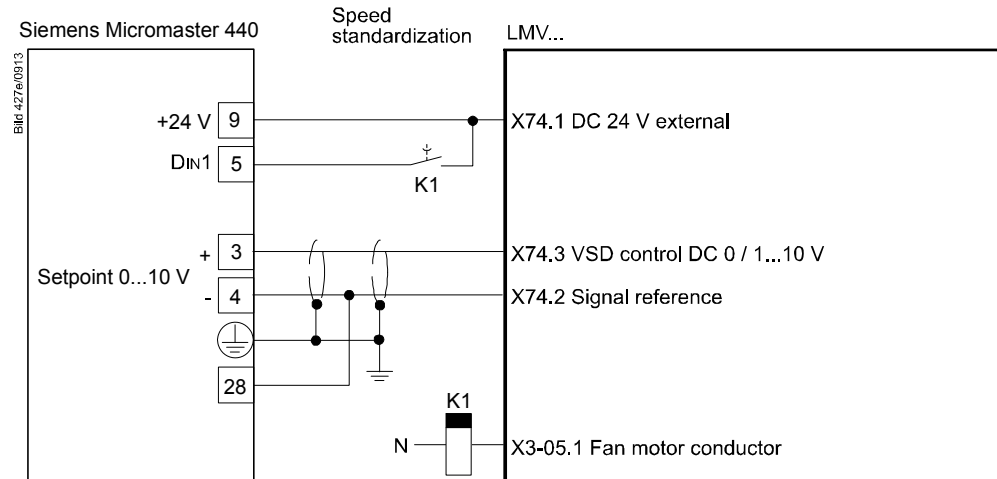 Siemens Micromaster 440
Speed
standardization
LMV...
Bild 427e/0913
+24 V 9
X74.1 DC 24 V external
DIN1 5
K1
+ 3
X74.3 VSD control DC 0 / 1...10 V
Setpoint 0...10 V
- 4
X74.2 Signal reference
28
K1
N
X3-05.1 Fan motor conductor